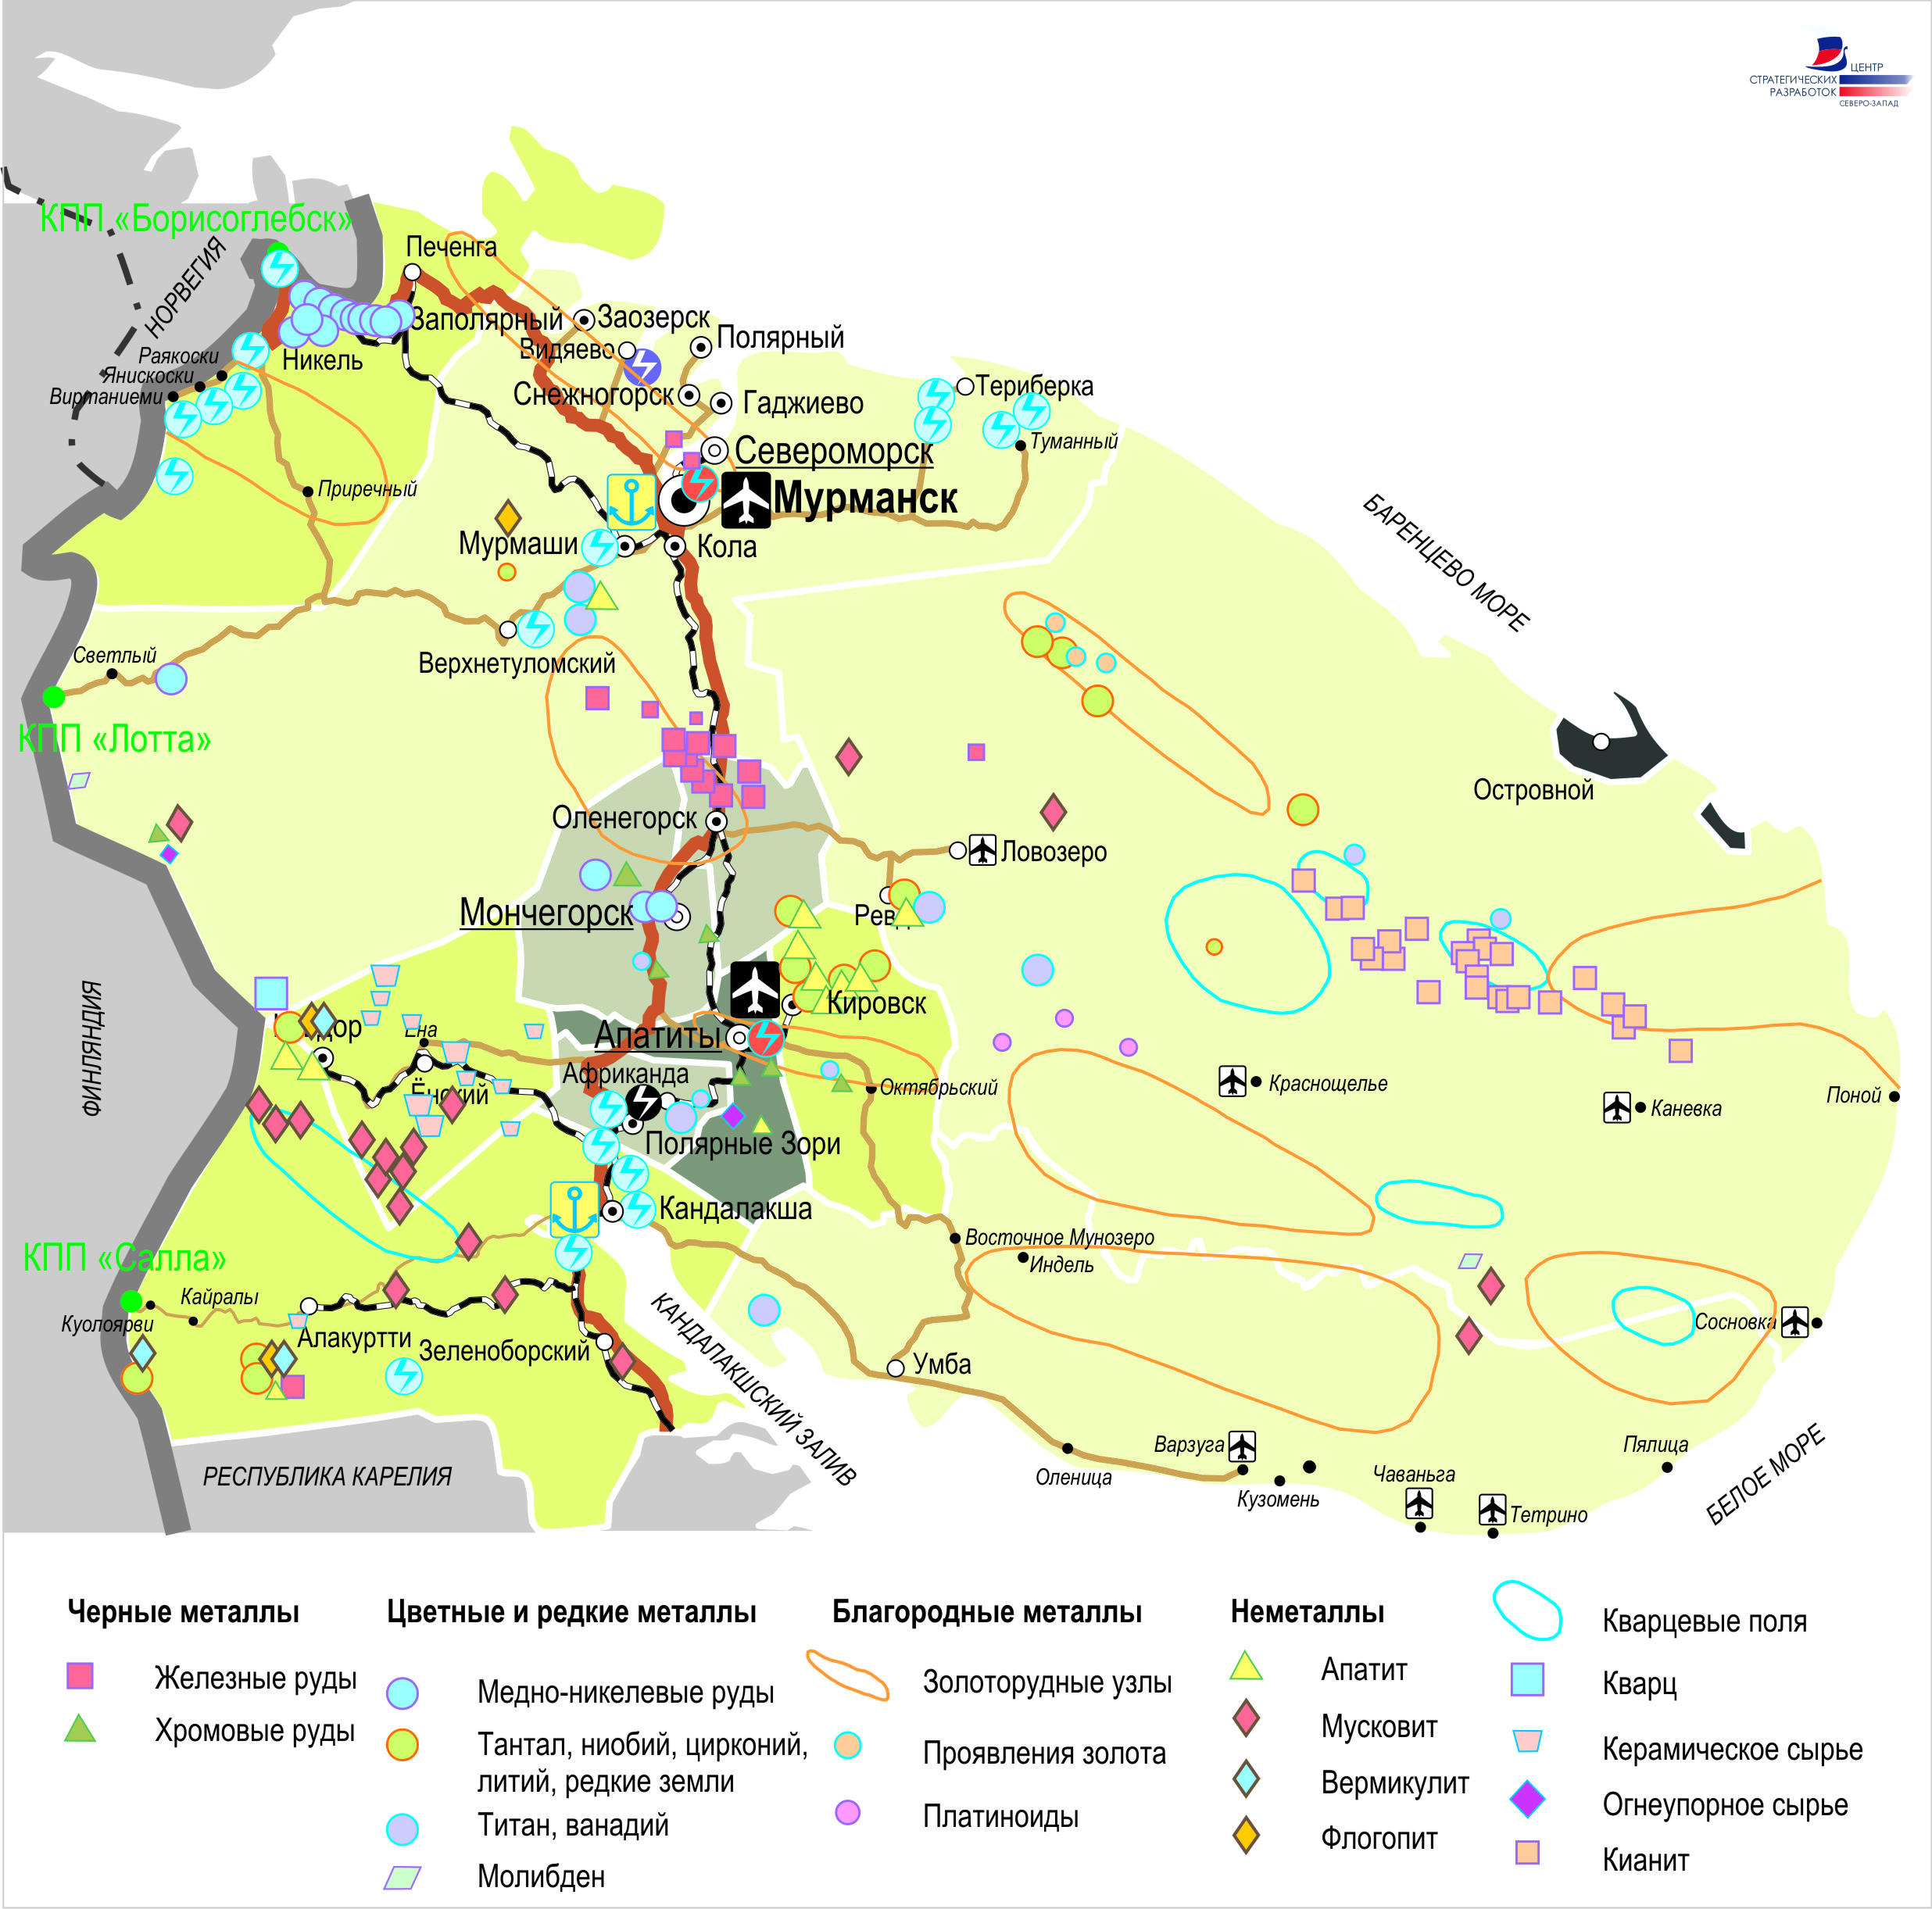 ЦЕНТР
СТРАТЕГИЧЕСКИХ
РАЗРАБОТОК
СЕВЕРО-ЗАПАД
КПП «Борисоглебск»
НОРВЕГИЯ
Печенга
Заполярный
Заозерск
Видяево
Полярный
Никель
Раякоски
Янискоски
Виртаниеми
Снежногорск
Гаджиево
Териберка
Туманный
Североморск
Приречный
Мурманск
БАРЕНЦЕВО МОРЕ
Мурмаши
Кола
Светлый
Верхнетуломский
КПП «Лотта»
Островной
Оленегорск
Ловозеро
Мончегорск
Рев
Кировск
ФИНЛЯНДИЯ
дор
Ена
Апатиты
Африканда
Ёнский
Октябрьский
Краснощелье
Каневка
Поной
Полярные Зори
Кандалакша
Восточное Мунозеро
Индель
КПП «Салла»
Кайралы
Куолоярви
Алакуртти
Зеленоборский
КАНДАЛАКШСКИЙ ЗАЛИВ
Сосновка
Умба
РЕСПУБЛИКА КАРЕЛИЯ
Оленица
Варзуга
Кузомень
Чаваньга
Тетрино
Пялица
БЕЛОЕ МОРЕ
Черные металлы
Железные руды
Хромовые руды
Цветные и редкие металлы
Медно-никелевые руды
Тантал, ниобий, цирконий,
литий, редкие земли
Титан, ванадий
Молибден
Благородные металлы
Золоторудные узлы
Проявления золота
Платиноиды
Неметаллы
Апатит
Мусковит
Вермикулит
Флогопит
Кварцевые поля
Кварц
Керамическое сырье
Огнеупорное сырье
Кианит